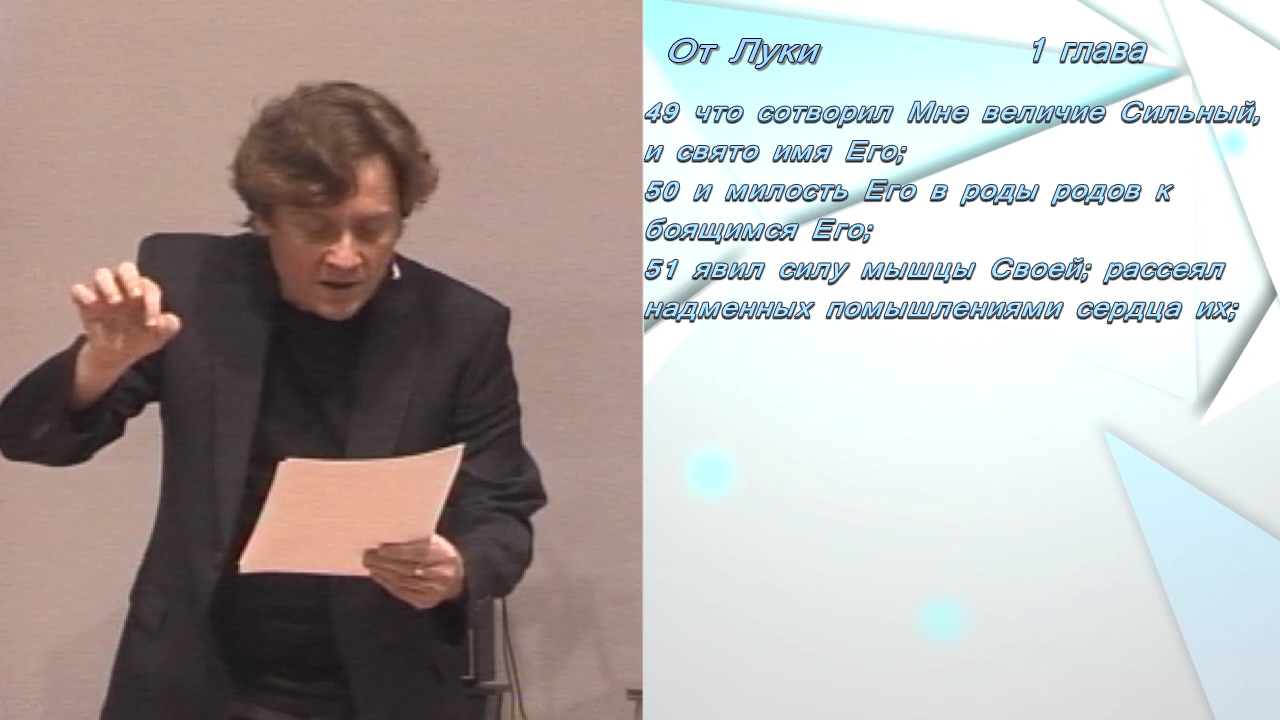 От Луки 1 глава
49 что сотворил Мне величие Сильный,
и свято имя Его;
50 и милость Его в роды родов к
боящимся Его;
51 явил силу мышцы Своей; рассеял
надменных помышлениями сердца их;